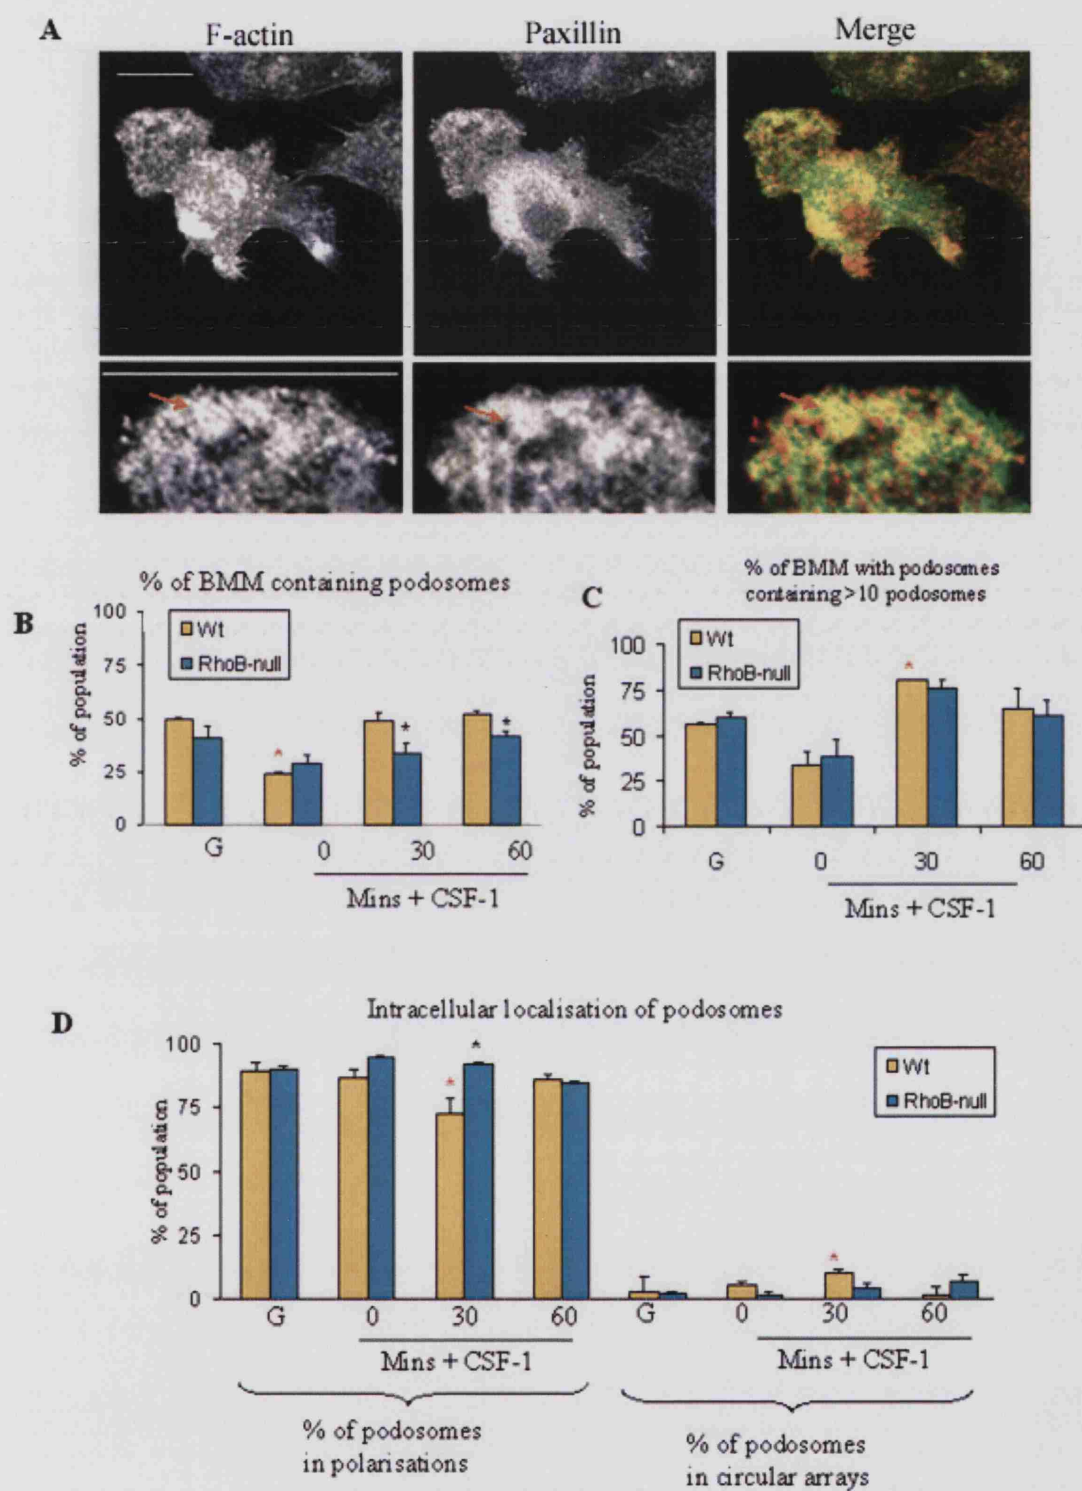 A
F-actin
Paxillin
Merge
% of BMM containing podosomes
B
% of population
100
75
50
25
0
Wt
RhoB-null
*
*
*
G
0
30
60
Mins + CSF-1
% of BMM with podosomes
containing >10 podosomes
C
% of population
100
75
50
25
0
Wt
RhoB-null
*
G
0
30
60
Mins + CSF-1
D
Intracellular localisation of podosomes
% of population
100
75
50
25
0
*
*
*
Wt
RhoB-null
G
0
30
60
G
0
30
60
Mins + CSF-1
Mins + CSF-1
% of podosomes
in polarisations
% of podosomes
in circular arrays